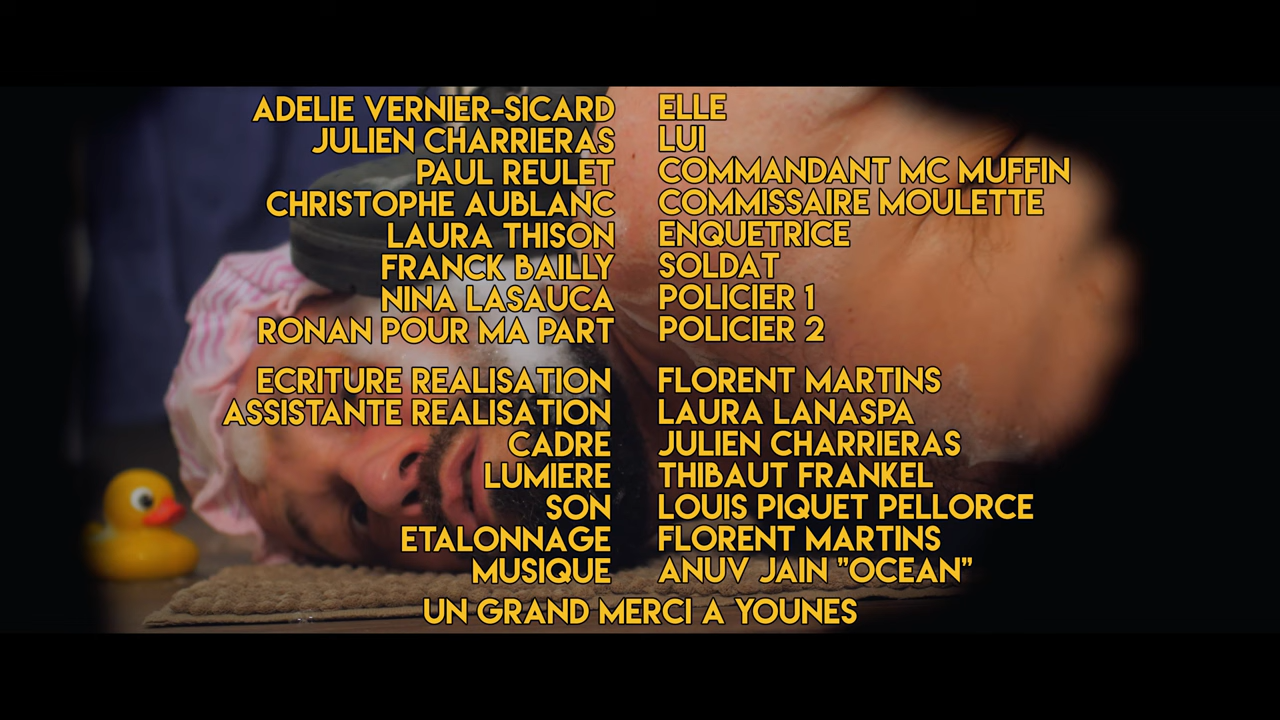 ADELIE VERNIER-SICARD ELLE
JULIEN CHARRIERAS LUI
PAUL REULET COMMANDANT MC MUFFIN
CHRISTOPHE AUBLANC COMMISSAIRE MOULETTE
LAURA THISON ENQUETRICE
FRANCK BAILLY SOLDAT
NINA LASAUCA POLICIER 1
RONAN POUR MA PART POLICIER 2
ECRITURE REALISATION FLORENT MARTINS
ASSISTANTE REALISATION LAURA LANASPA
CADRE JULIEN CHARRIERAS
LUMIERE THIBAUT FRANKEL
SON LOUIS PIQUET PELLORCE
ETALONNAGE FLORENT MARTINS
MUSIQUE ANUV JAIN "OCEAN"
UN GRAND MERCI A YOUNES